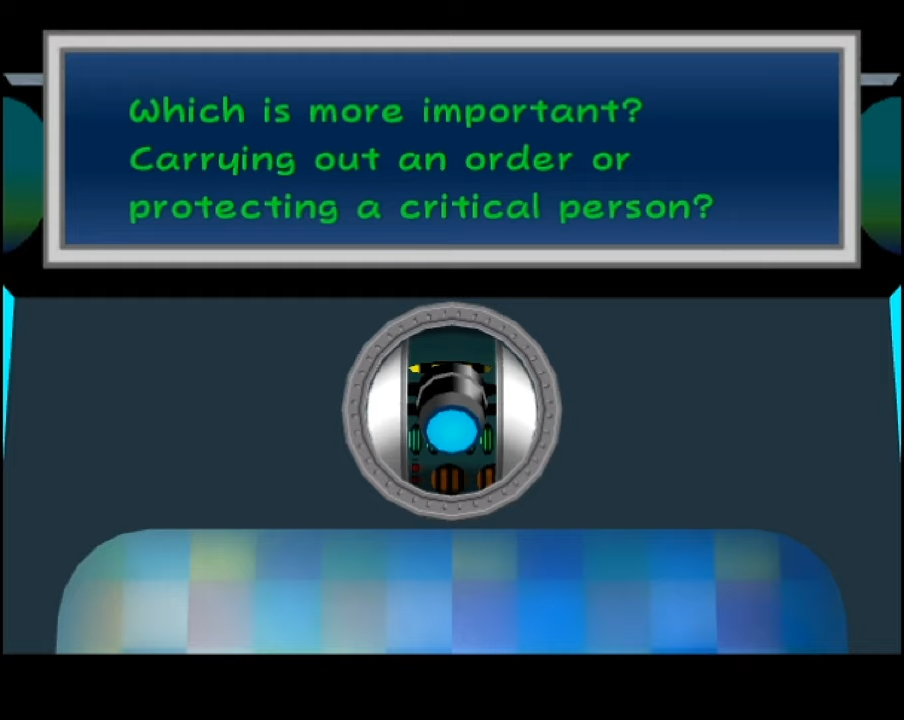 Which is more important?
Carrying out an order or
protecting a critical person?